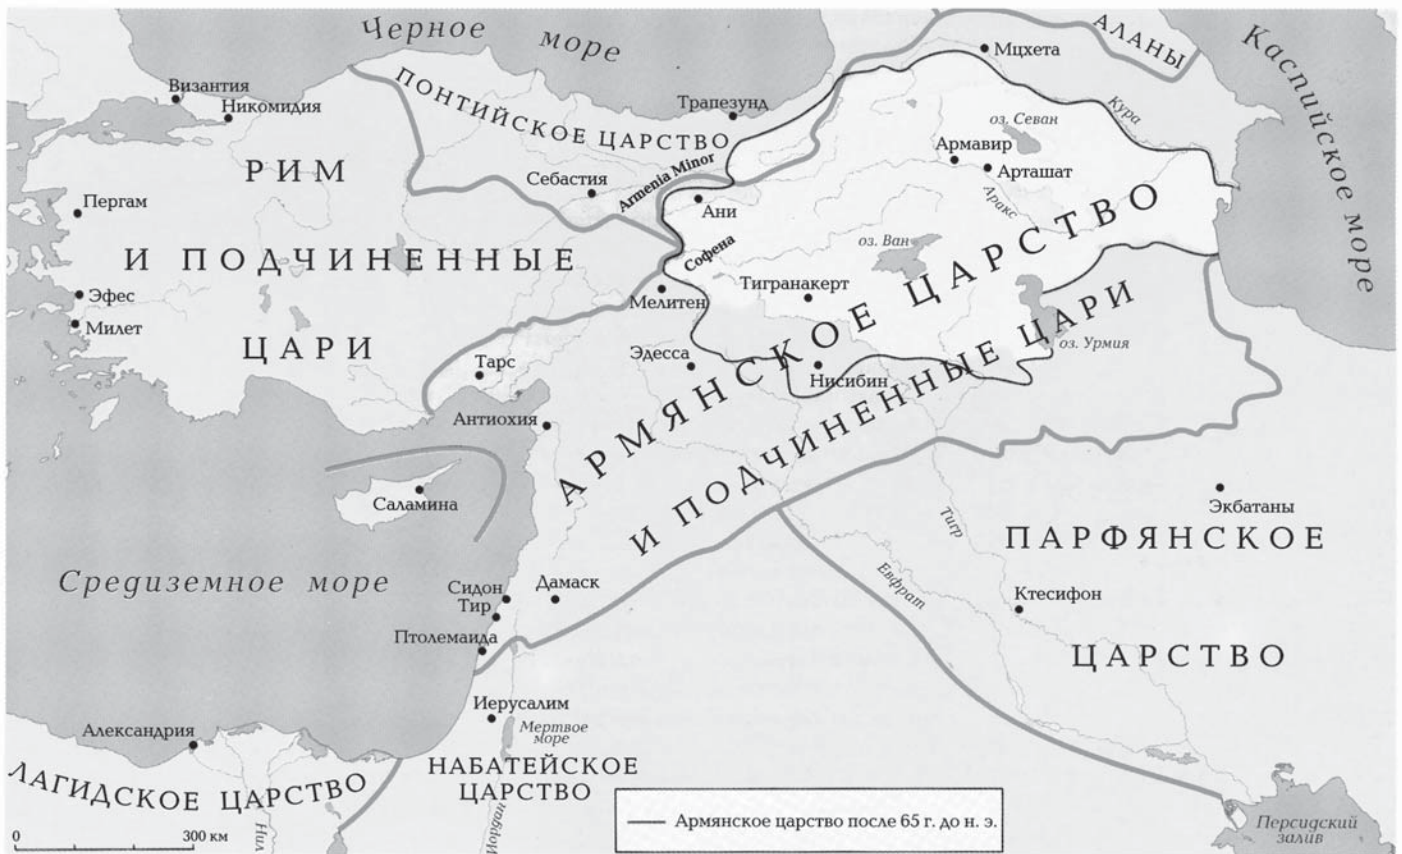 Черное море
АЛАНЫ
Каспийское море
Мцхета
ПОНТИЙСКОЕ ЦАРСТВО
Византия
Никомидия
Трапезунд
Кура
оз. Севан
Армавир
Арташат
РИМ
Себастия
Armenia Minor
Пергам
Ани
Аракс
И ПОДЧИНЕННЫЕ
Софена
оз. Ван
Тигранакерт
Эфес
Мелитен
Милет
ЦАРИ
оз. Урмия
Эдесса
Тарс
Нисибин
АРМЯНСКОЕ ЦАРСТВО
И ПОДЧИНЕННЫЕ ЦАРИ
Антиохия
Саламина
Экбатаны
Тигр
ПАРФЯНСКОЕ
Средиземное море
Евфрат
Сидон
Дамаск
Тир
Ктесифон
Птолемаида
ЦАРСТВО
Иерусалим
Мертвое
море
Александрия
НАБАТЕЙСКОЕ
ЦАРСТВО
ЛАГИДСКОЕ ЦАРСТВО
Иордан
Нил
0 300 км
Армянское царство после 65 г. до н. э.
Персидский
залив